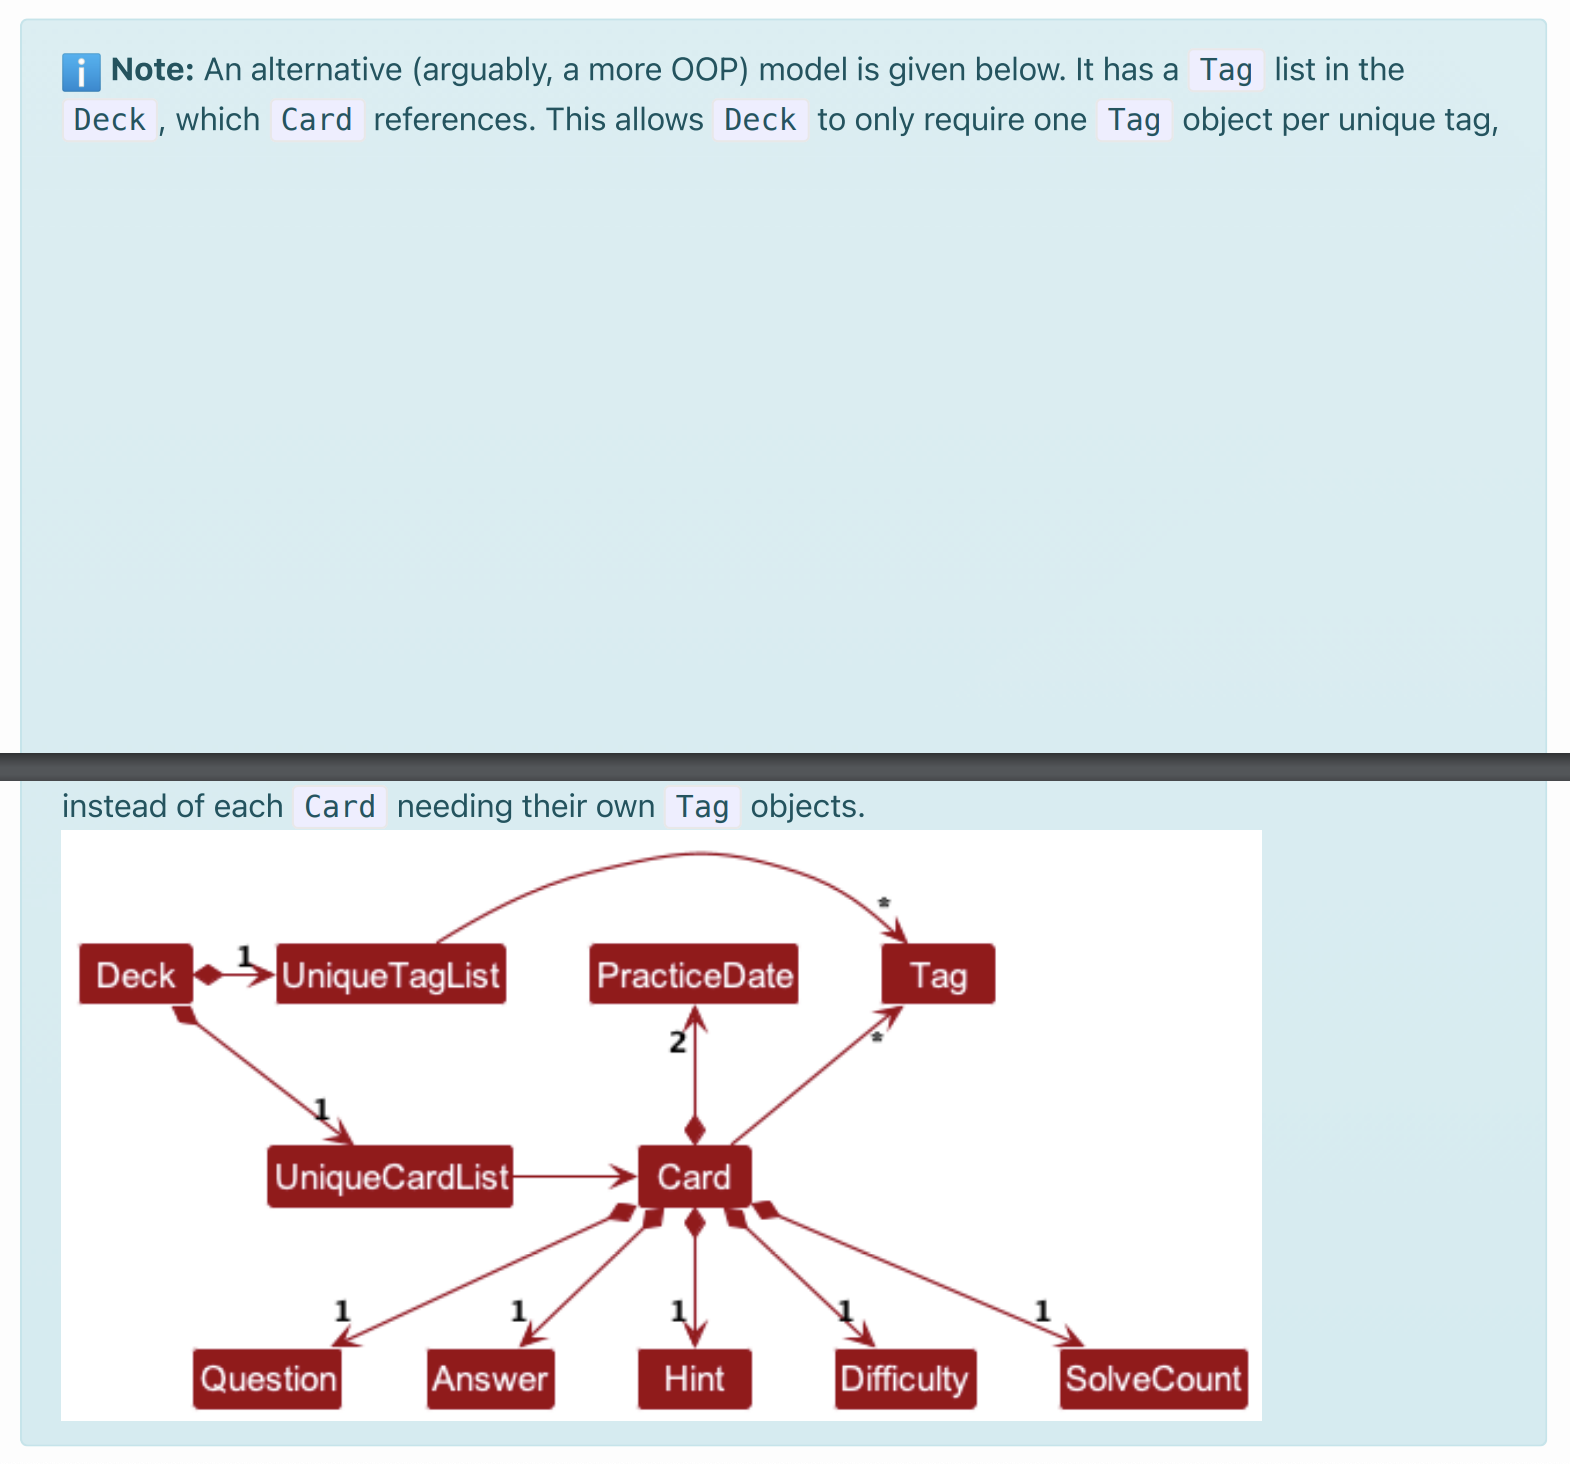 ℹ️ Note: An alternative (arguably, a more OOP) model is given below. It has a Tag list in the
Deck , which Card references. This allows Deck to only require one Tag object per unique tag,
instead of each Card needing their own Tag objects.
*
Deck 1 UniqueTagList PracticeDate Tag
2 *
1
UniqueCardList Card
1 1 1 1 1
Question Answer Hint Difficulty SolveCount